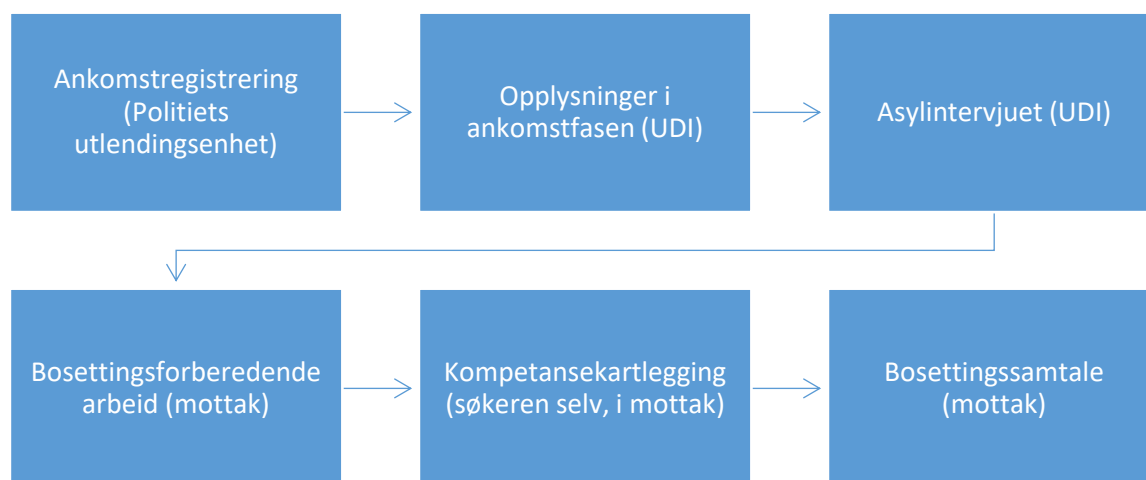 Ankomstregistrering
(Politiets
utlendingsenhet)
Opplysninger i
ankomstfasen (UDI)
Asylintervjuet (UDI)
Bosettingsforberedende
arbeid (mottak)
Kompetansekartlegging
(søkeren selv, i mottak)
Bosettingssamtale
(mottak)